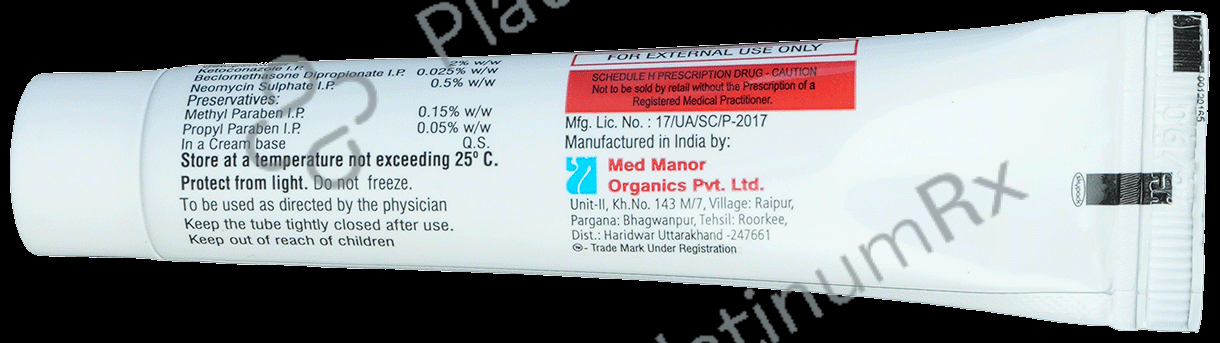 Ketoconazole I.P. 2% w/w
Beclomethasone Dipropionate I.P. 0.025% w/w
Neomycin Sulphate I.P. 0.5% w/w
Preservatives:
Methyl Paraben I.P. 0.15% w/w
Propyl Paraben I.P. 0.05% w/w
In a Cream base Q.S.
Store at a temperature not exceeding 25° C.
Protect from light. Do not freeze.
To be used as directed by the physician
Keep the tube tightly closed after use.
Keep out of reach of children
FOR EXTERNAL USE ONLY
SCHEDULE H PRESCRIPTION DRUG - CAUTION
Not to be sold by retail without the Prescription of a
Registered Medical Practitioner.
Mfg. Lic. No. : 17/UA/SC/P-2017
Manufactured in India by:
Med Manor
Organics Pvt. Ltd.
Unit-II, Kh.No. 143 M/7, Village: Raipur,
Pargana: Bhagwanpur, Tehsil: Roorkee,
Dist.: Haridwar Uttarakhand -247661
- Trade Mark Under Registration
PlatinumRx